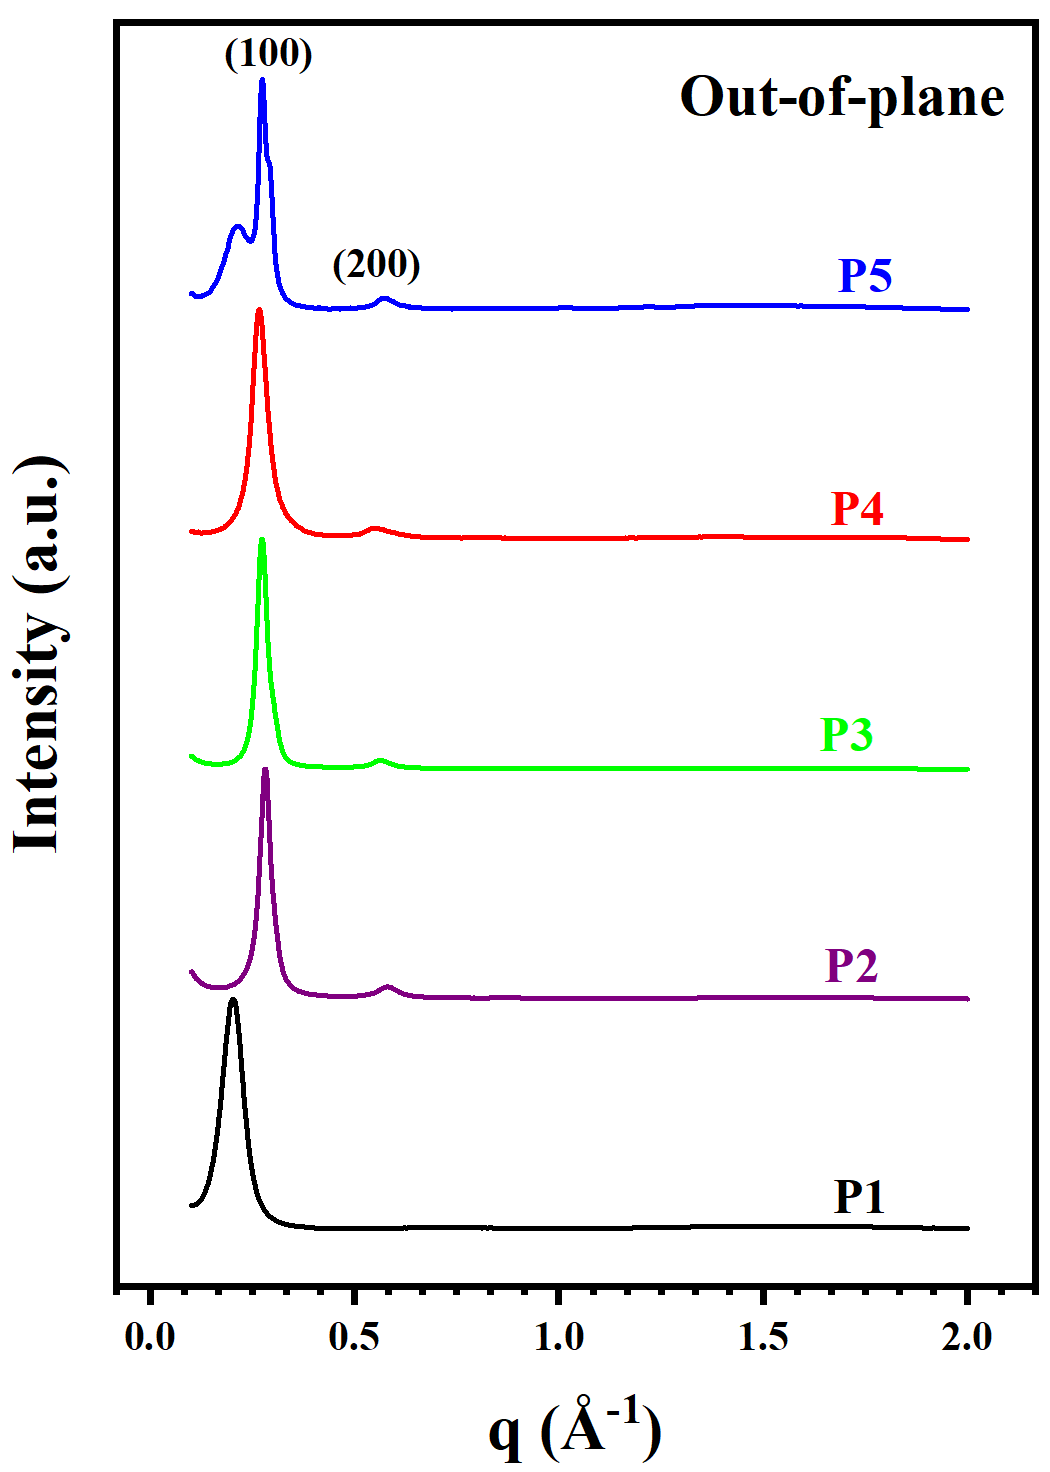 (100)
Out-of-plane
(200)
P5
P4
P3
P2
P1
Intensity (a.u.)
0.0 0.5 1.0 1.5 2.0
q (Å-1)